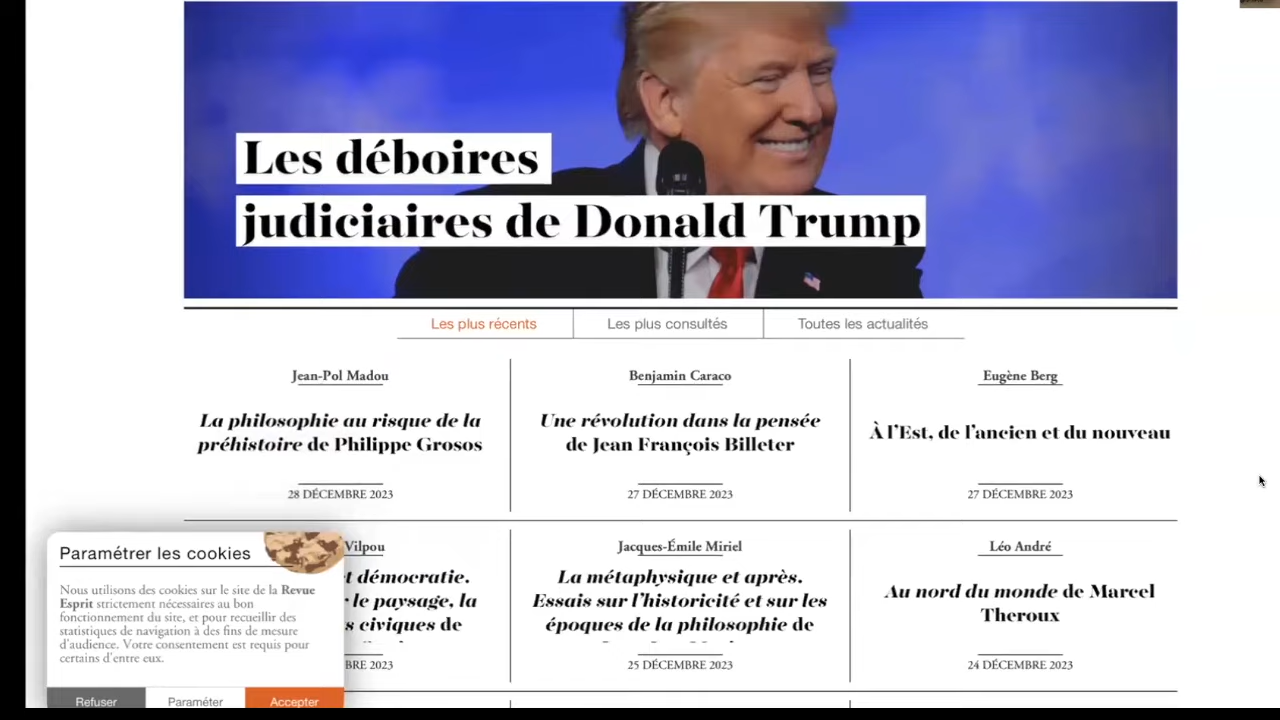 Les déboires
judiciaires de Donald Trump
Les plus récents
Les plus consultés
Toutes les actualités
Jean-Pol Madou
La philosophie au risque de la
préhistoire de Philippe Grosos
28 DÉCEMBRE 2023
Benjamin Caraco
Une révolution dans la pensée
de Jean François Billeter
27 DÉCEMBRE 2023
Eugène Berg
À l'Est, de l'ancien et du nouveau
27 DÉCEMBRE 2023
Vilpou
t démocratie.
r le paysage, la
s civiques de
BRE 2023
Jacques-Émile Miriel
La métaphysique et après.
Essais sur l'historicité et sur les
époques de la philosophie de
25 DÉCEMBRE 2023
Léo André
Au nord du monde de Marcel
Theroux
24 DÉCEMBRE 2023
Paramétrer les cookies
Nous utilisons des cookies sur le site de la Revue
Esprit strictement nécessaires au bon
fonctionnement du site, et pour recueillir des
statistiques de navigation à des fins de mesure
d'audience. Votre consentement est requis pour
certains d'entre eux.
Refuser
Paraméter
Accepter